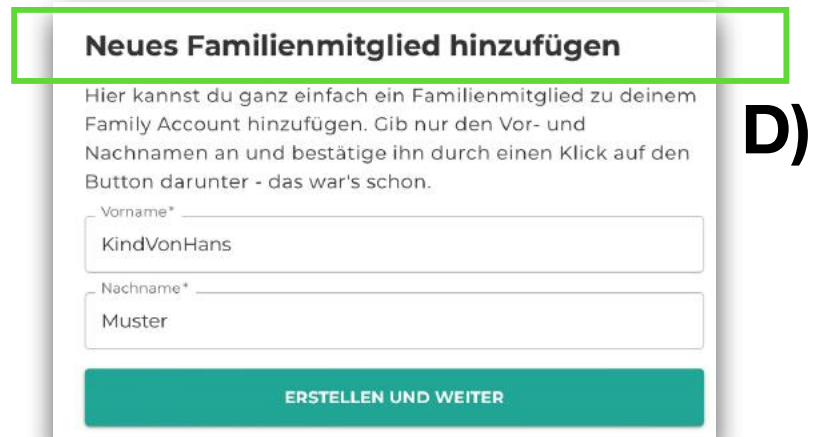 Neues Familienmitglied hinzufügen
Hier kannst du ganz einfach ein Familienmitglied zu deinem
Family Account hinzufügen. Gib nur den Vor- und
Nachnamen an und bestätige ihn durch einen Klick auf den
Button darunter - das war's schon.
D)
Vorname*
KindVonHans
Nachname*
Muster
ERSTELLEN UND WEITER